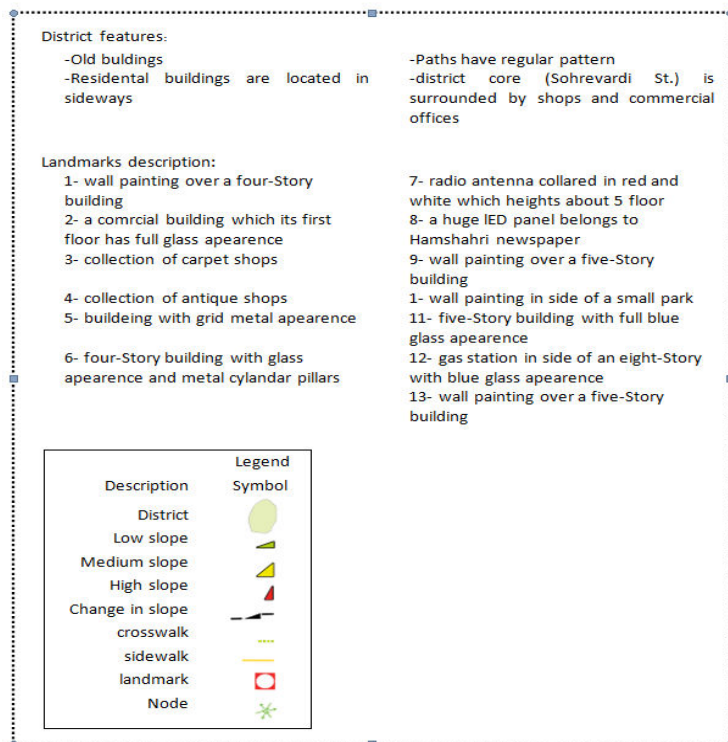 District features:
-Old buldings
-Residental buildings are located in
sideways
-Paths have regular pattern
-district core (Sohrevardi St.) is
surrounded by shops and commercial
offices
Landmarks description:
1- wall painting over a four-Story
building
2- a comrcial building which its first
floor has full glass apearence
3- collection of carpet shops
4- collection of antique shops
5- buildeing with grid metal apearence
6- four-Story building with glass
apearence and metal cylandar pillars
7- radio antenna collared in red and
white which heights about 5 floor
8- a huge lED panel belongs to
Hamshahri newspaper
9- wall painting over a five-Story
building
1- wall painting in side of a small park
11- five-Story building with full blue
glass apearence
12- gas station in side of an eight-Story
with blue glass apearence
13- wall painting over a five-Story
building
Legend
Description Symbol
District
Low slope
Medium slope
High slope
Change in slope
crosswalk
sidewalk
landmark
Node